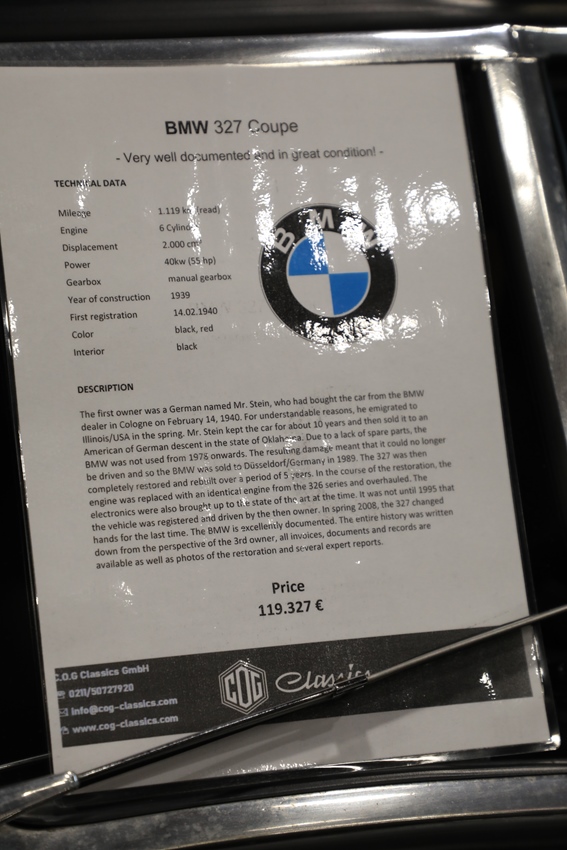 BMW 327 Coupe
- Very well documented and in great condition! -
TECHNICAL DATA
Mileage 1.119 km (read)
Engine 6 Cylinder
Displacement 2.000 cm³
Power 40kw (55 hp)
Gearbox manual gearbox
Year of construction 1939
First registration 14.02.1940
Color black, red
Interior black
BMW
DESCRIPTION
The first owner was a German named Mr. Stein, who had bought the car from the BMW
dealer in Cologne on February 14, 1940. For understandable reasons, he emigrated to
Illinois/USA in the spring. Mr. Stein kept the car for about 10 years and then sold it to an
American of German descent in the state of Oklahoma. Due to a lack of spare parts, the
BMW was not used from 1978 onwards. The resulting damage meant that it could no longer
be driven and so the BMW was sold to Düsseldorf/Germany in 1989. The 327 was then
completely restored and rebuilt over a period of 5 years. In the course of the restoration, the
engine was replaced with an identical engine from the 326 series and overhauled. The
electronics were also brought up to the state of the art at the time. It was not until 1995 that
the vehicle was registered and driven by the then owner. In spring 2008, the 327 changed
hands for the last time. The BMW is excellently documented. The entire history was written
down from the perspective of the 3rd owner, all invoices, documents and records are
available as well as photos of the restoration and several expert reports.
Price
119.327 €
C.O.G Classics GmbH
0211/50727920
info@cog-classics.com
www.cog-classics.com
COG Classics